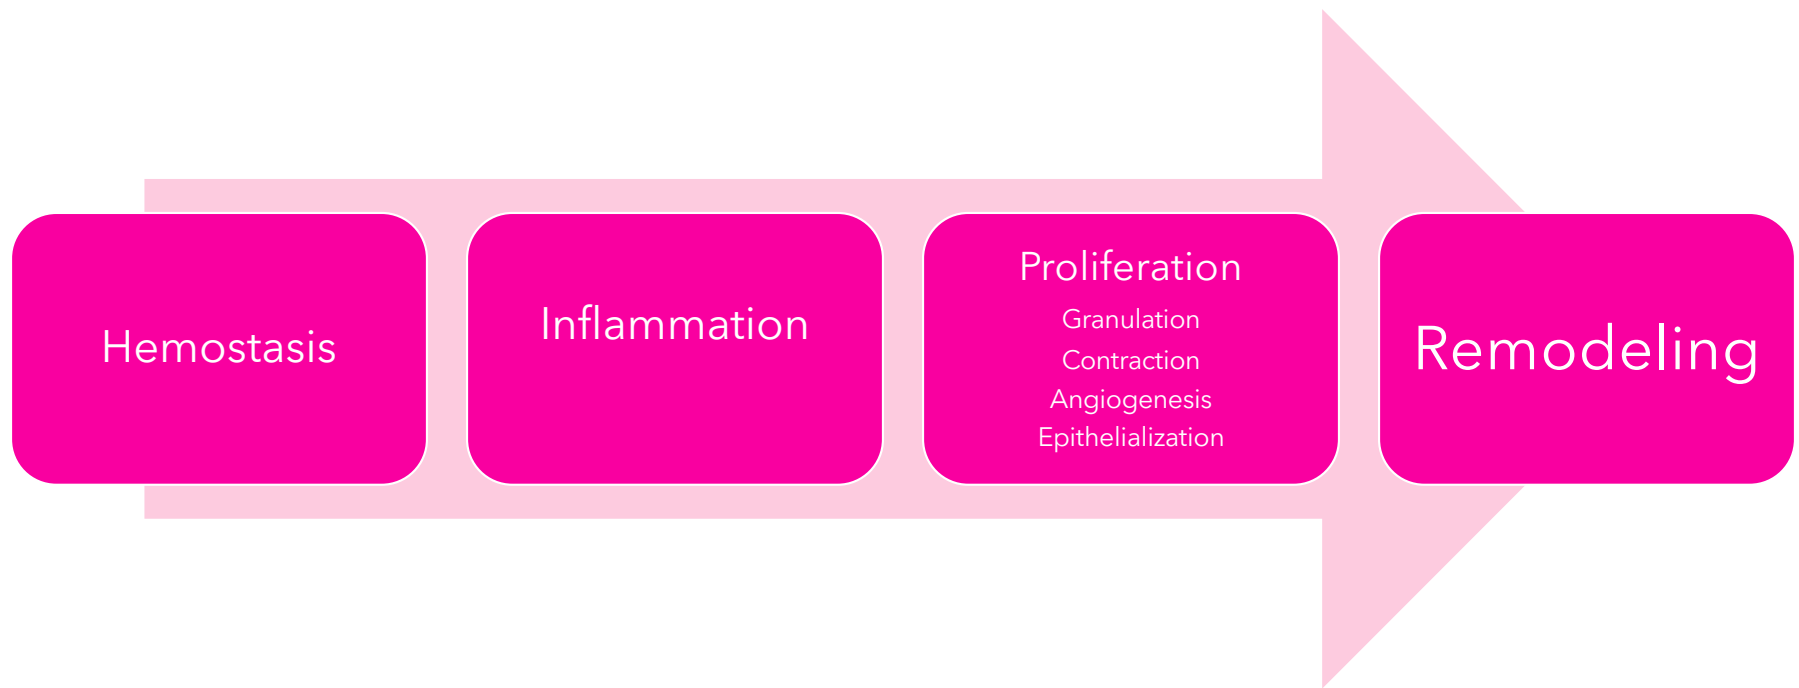 Hemostasis
Inflammation
Proliferation
Granulation
Contraction
Angiogenesis
Epithelialization
Remodeling